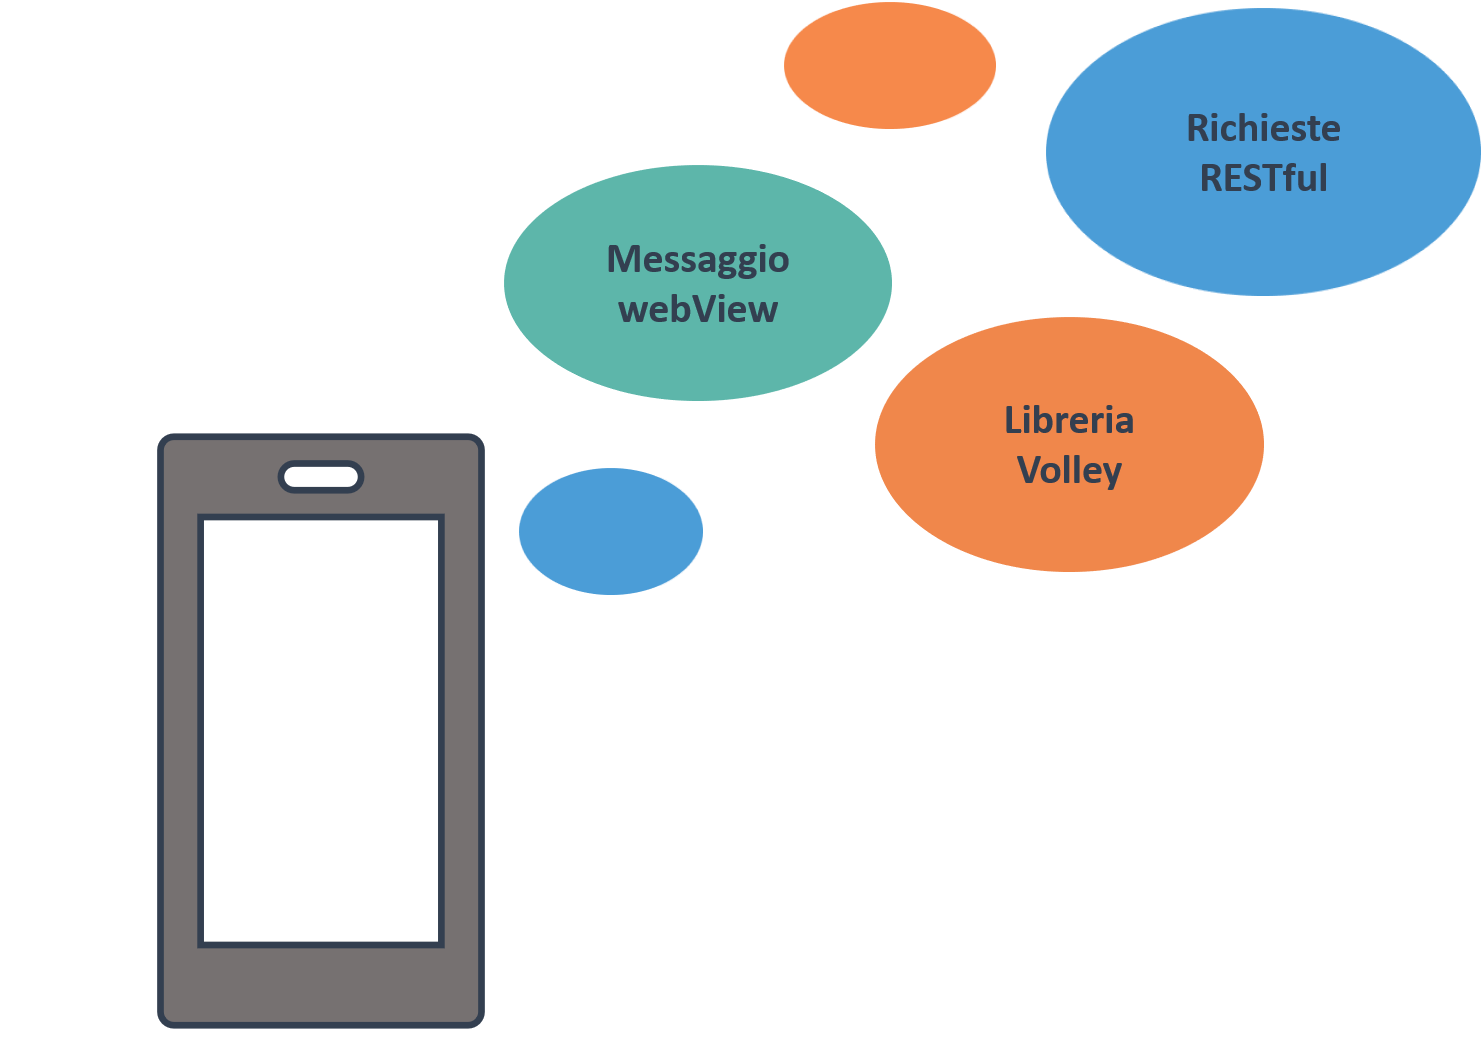 Richieste
RESTful
Messaggio
webView
Libreria
Volley